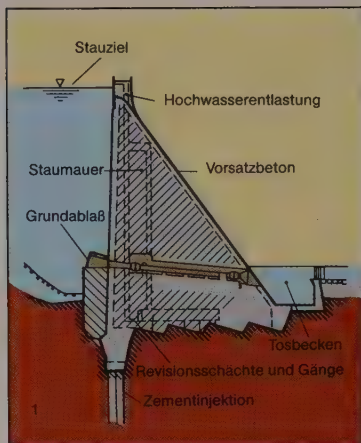 Stauziel
Hochwasserentlastung
Staumauer
Vorsatzbeton
Grundablaß
Tosbecken
Revisionsschächte und Gänge
Zementinjektion
1